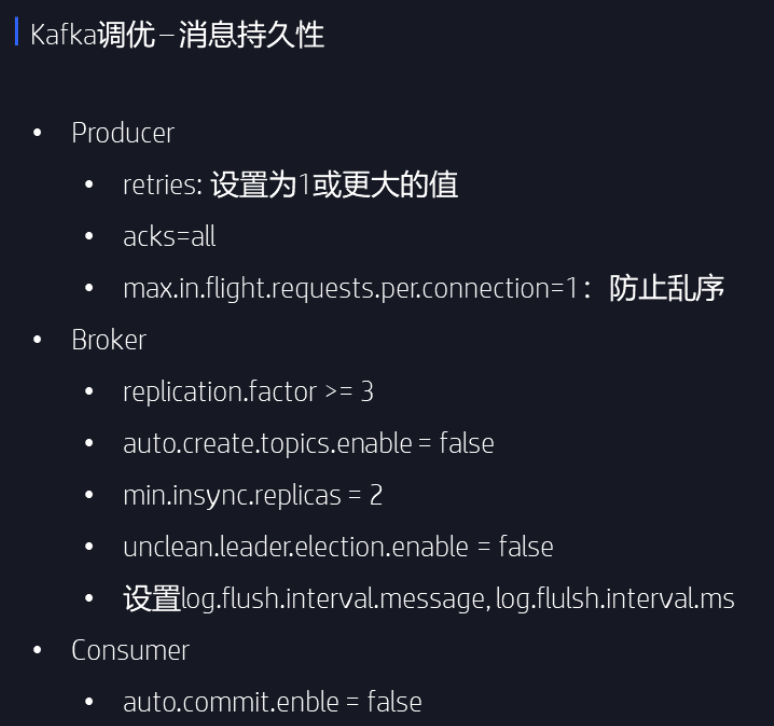 Kafka调优 – 消息持久性
• Producer
• retries: 设置为1或更大的值
• acks=all
• max.in.flight.requests.per.connection=1：防止乱序
• Broker
• replication.factor >= 3
• auto.create.topics.enable = false
• min.insync.replicas = 2
• unclean.leader.election.enable = false
• 设置log.flush.interval.message, log.flulsh.interval.ms
• Consumer
• auto.commit.enble = false